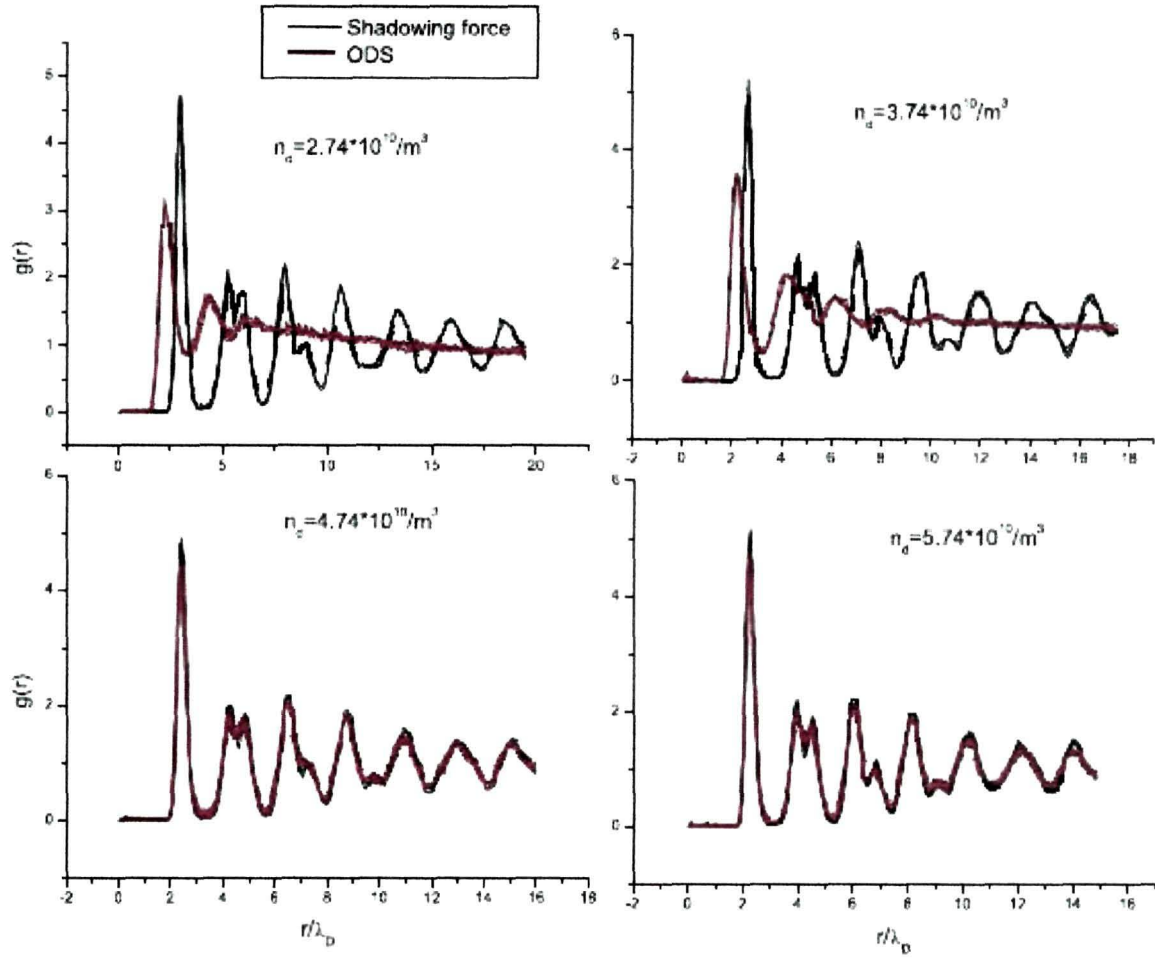 Shadowing force
ODS
n_d=2.74*10^10/m^3
g(r)
5
4
3
2
1
0
0 5 10 15 20
n_d=3.74*10^10/m^3
6
4
2
0
-2 0 2 4 6 8 10 12 14 16 18
n_d=4.74*10^10/m^3
g(r)
6
4
2
0
-2 0 2 4 6 8 10 12 14 16 18
r/λ_D
n_d=5.74*10^10/m^3
6
4
2
0
-2 0 2 4 6 8 10 12 14 16
r/λ_D